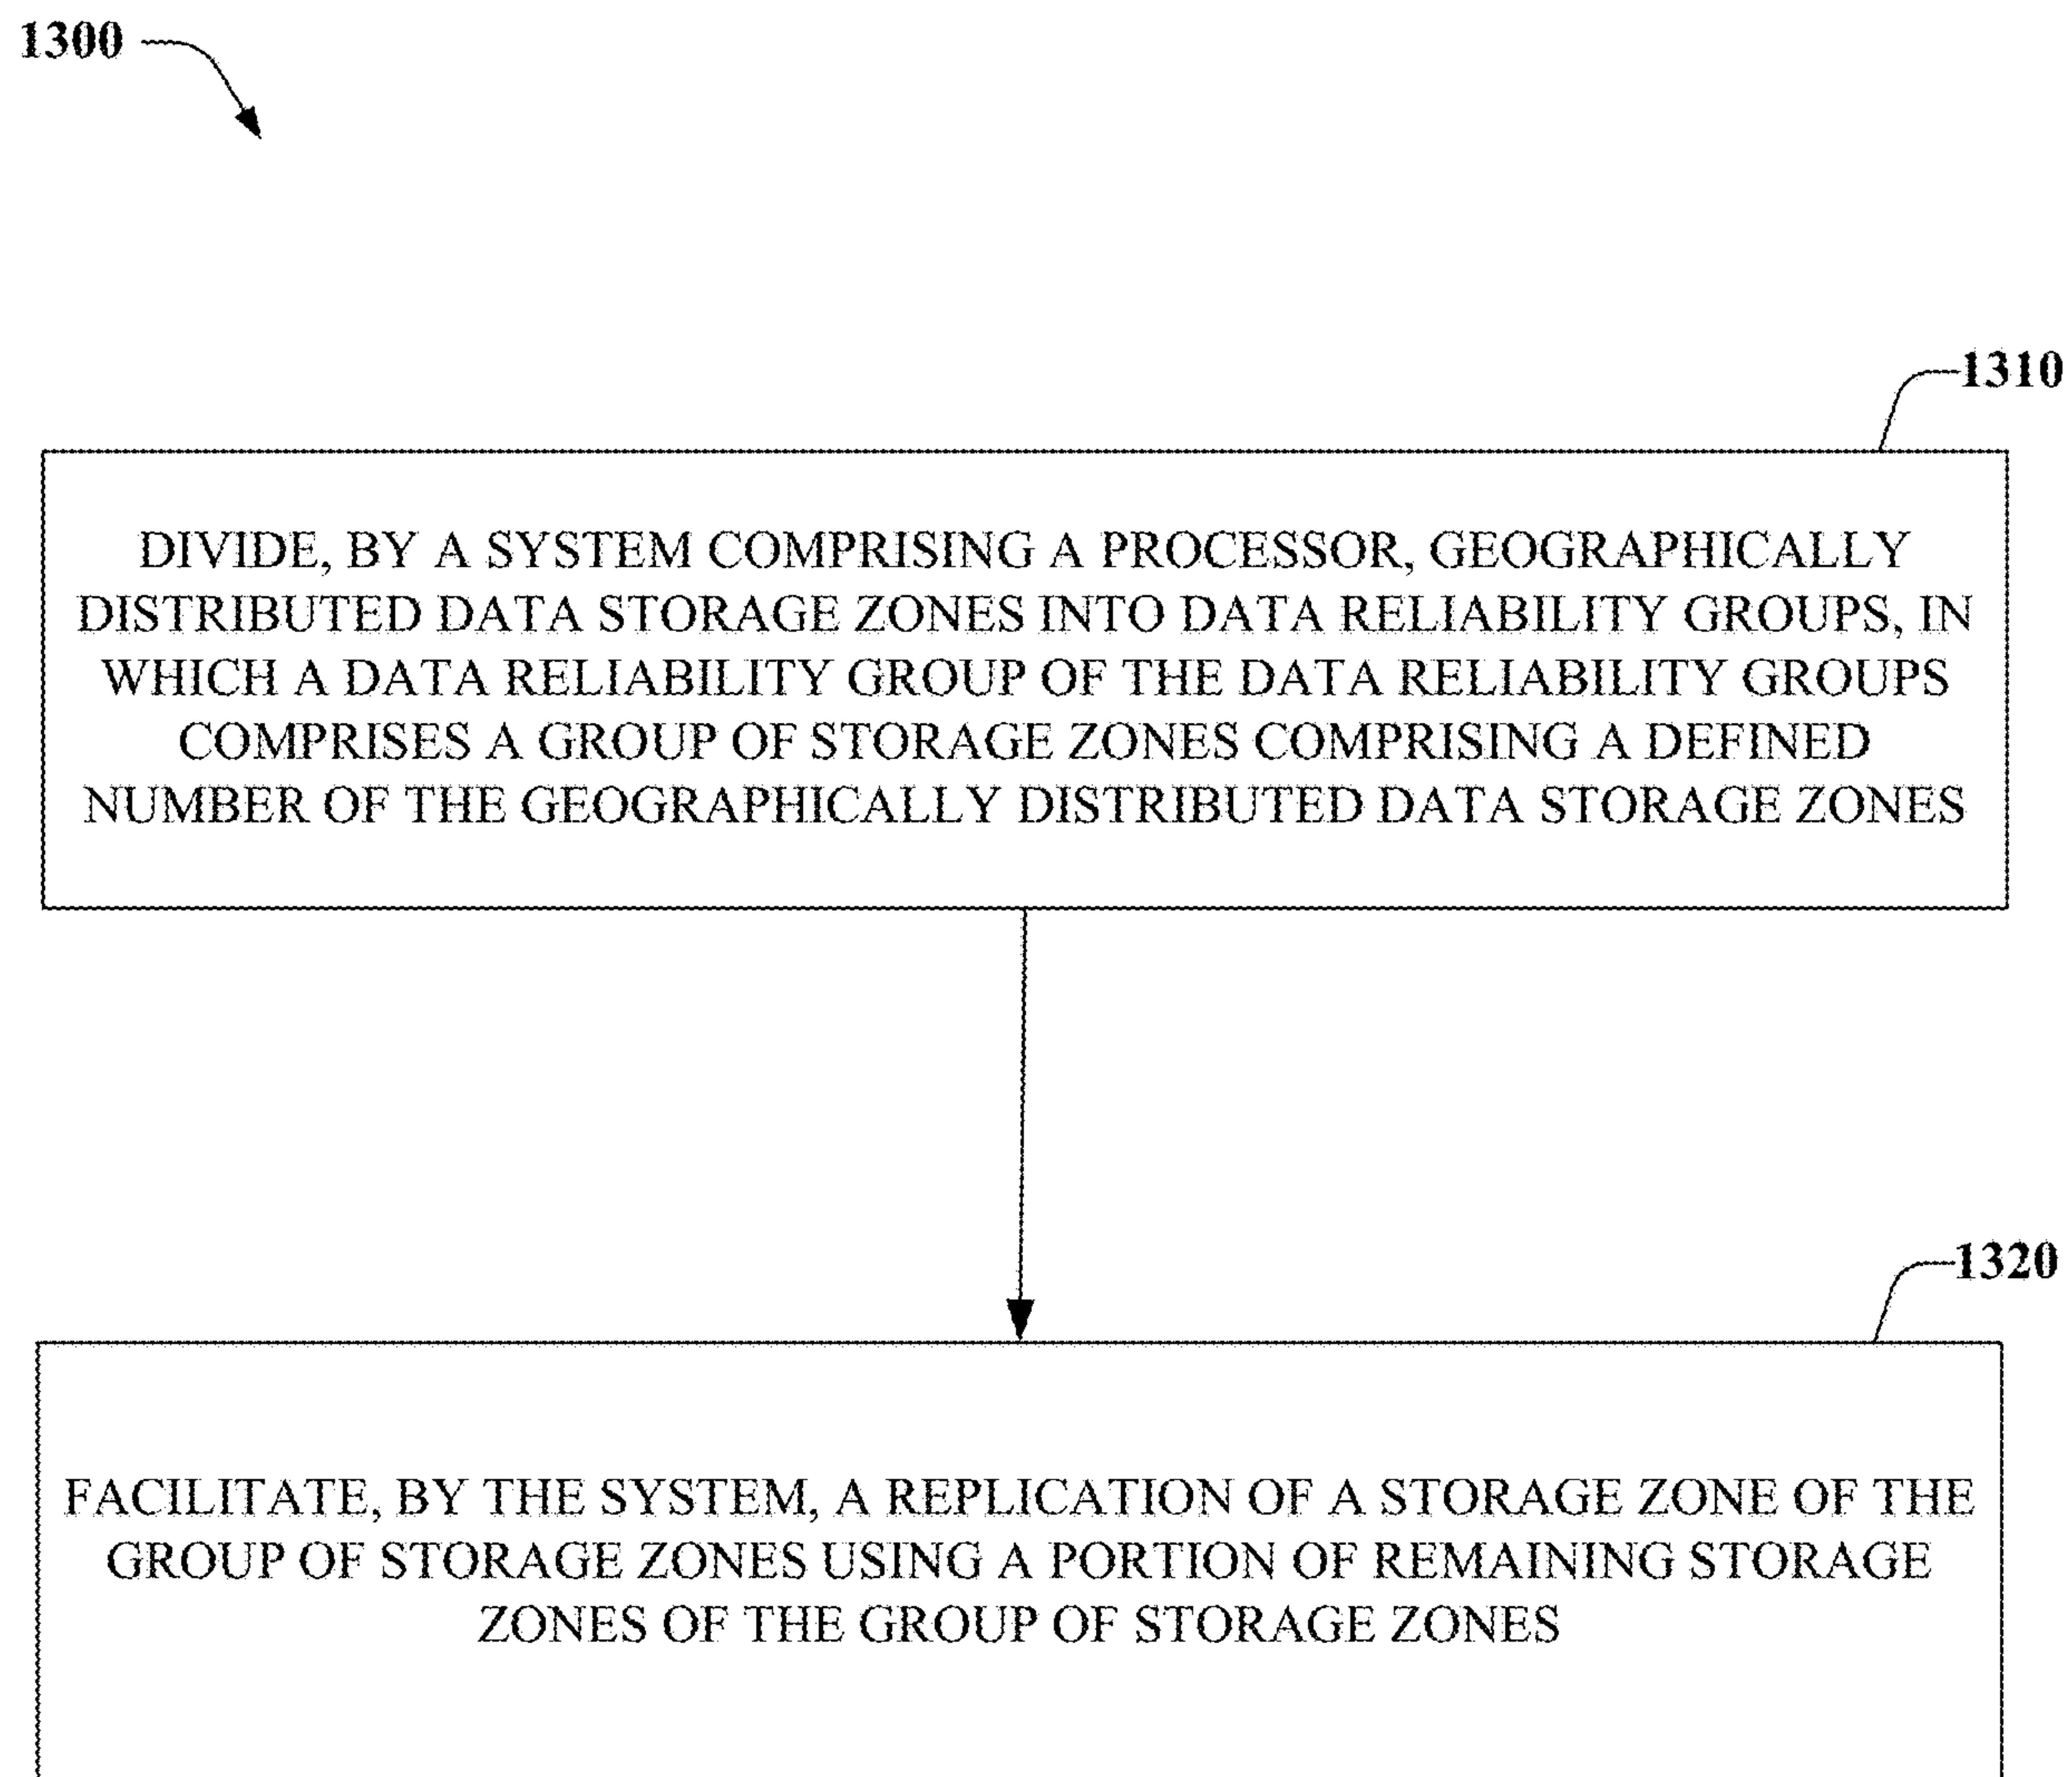 1300
1310
DIVIDE, BY A SYSTEM COMPRISING A PROCESSOR, GEOGRAPHICALLY
DISTRIBUTED DATA STORAGE ZONES INTO DATA RELIABILITY GROUPS, IN
WHICH A DATA RELIABILITY GROUP OF THE DATA RELIABILITY GROUPS
COMPRISES A GROUP OF STORAGE ZONES COMPRISING A DEFINED
NUMBER OF THE GEOGRAPHICALLY DISTRIBUTED DATA STORAGE ZONES
1320
FACILITATE, BY THE SYSTEM, A REPLICATION OF A STORAGE ZONE OF THE
GROUP OF STORAGE ZONES USING A PORTION OF REMAINING STORAGE
ZONES OF THE GROUP OF STORAGE ZONES